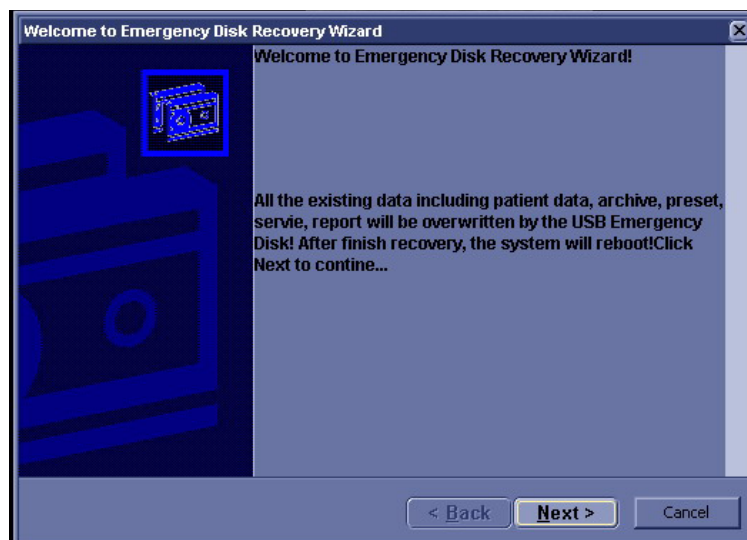 Welcome to Emergency Disk Recovery Wizard
Welcome to Emergency Disk Recovery Wizard!
All the existing data including patient data, archive, preset,
servie, report will be overwritten by the USB Emergency
Disk! After finish recovery, the system will reboot!Click
Next to contine...
< Back
Next >
Cancel